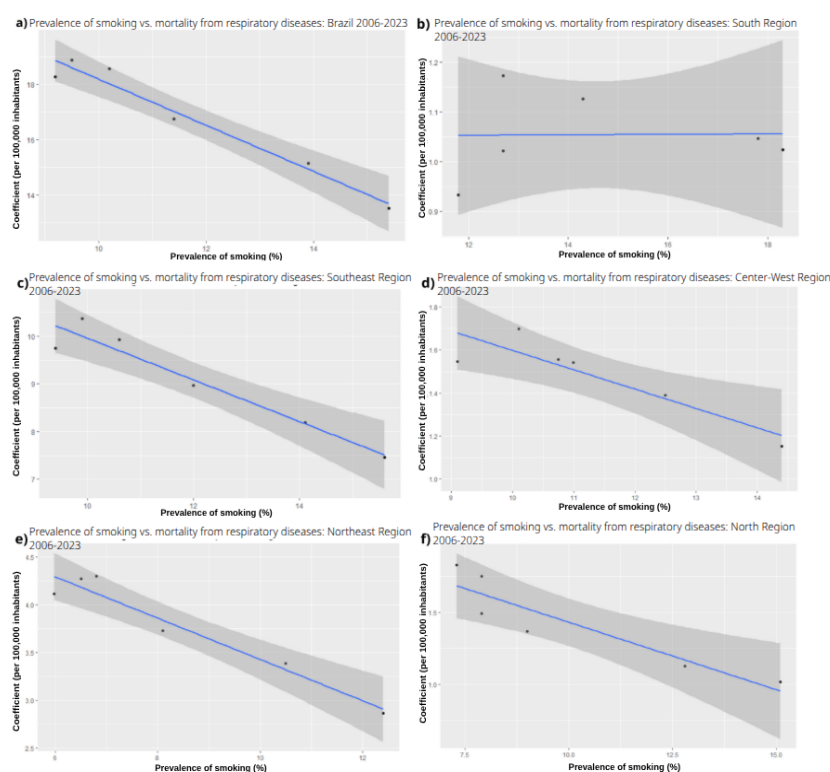 a) Prevalence of smoking vs. mortality from respiratory diseases: Brazil 2006-2023
Coefficient (per 100,000 inhabitants)
18
16
14
10
12
14
Prevalence of smoking (%)
b) Prevalence of smoking vs. mortality from respiratory diseases: South Region
2006-2023
Coefficient (per 100,000 inhabitants)
1.2
1.1
1.0
0.9
12
14
16
18
Prevalence of smoking (%)
c) Prevalence of smoking vs. mortality from respiratory diseases: Southeast Region
2006-2023
Coefficient (per 100,000 inhabitants)
10
9
8
7
10
12
14
Prevalence of smoking (%)
d) Prevalence of smoking vs. mortality from respiratory diseases: Center-West Region
2006-2023
Coefficient (per 100,000 inhabitants)
1.8
1.6
1.4
1.2
1.0
9
10
11
12
13
14
Prevalence of smoking (%)
e) Prevalence of smoking vs. mortality from respiratory diseases: Northeast Region
2006-2023
Coefficient (per 100,000 inhabitants)
4.5
4.0
3.5
3.0
2.5
6
8
10
12
Prevalence of smoking (%)
f) Prevalence of smoking vs. mortality from respiratory diseases: North Region
2006-2023
Coefficient (per 100,000 inhabitants)
1.5
1.0
7.5
10.0
12.5
15.0
Prevalence of smoking (%)